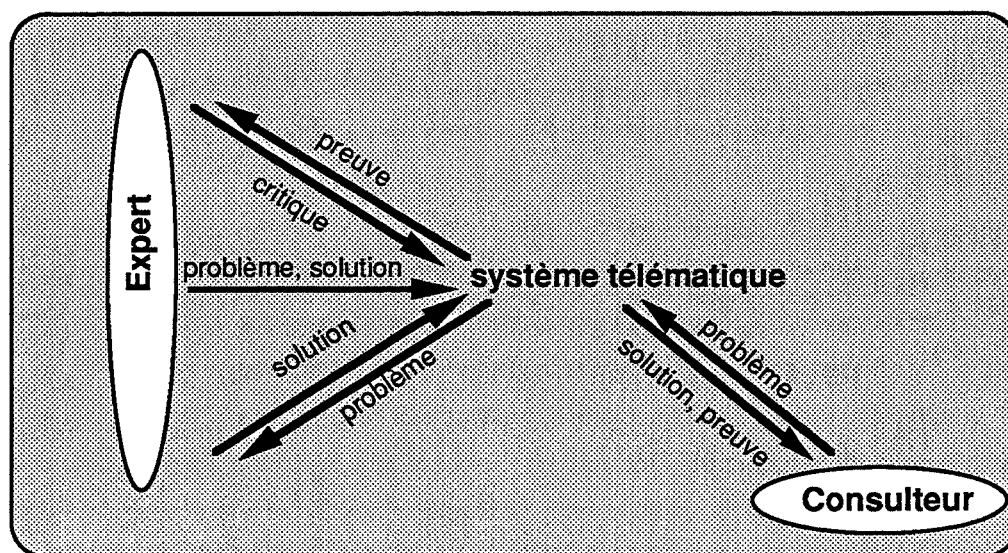 Expert
preuve
critique
problème, solution
système télématique
solution
problème
problème
solution, preuve
Consulteur